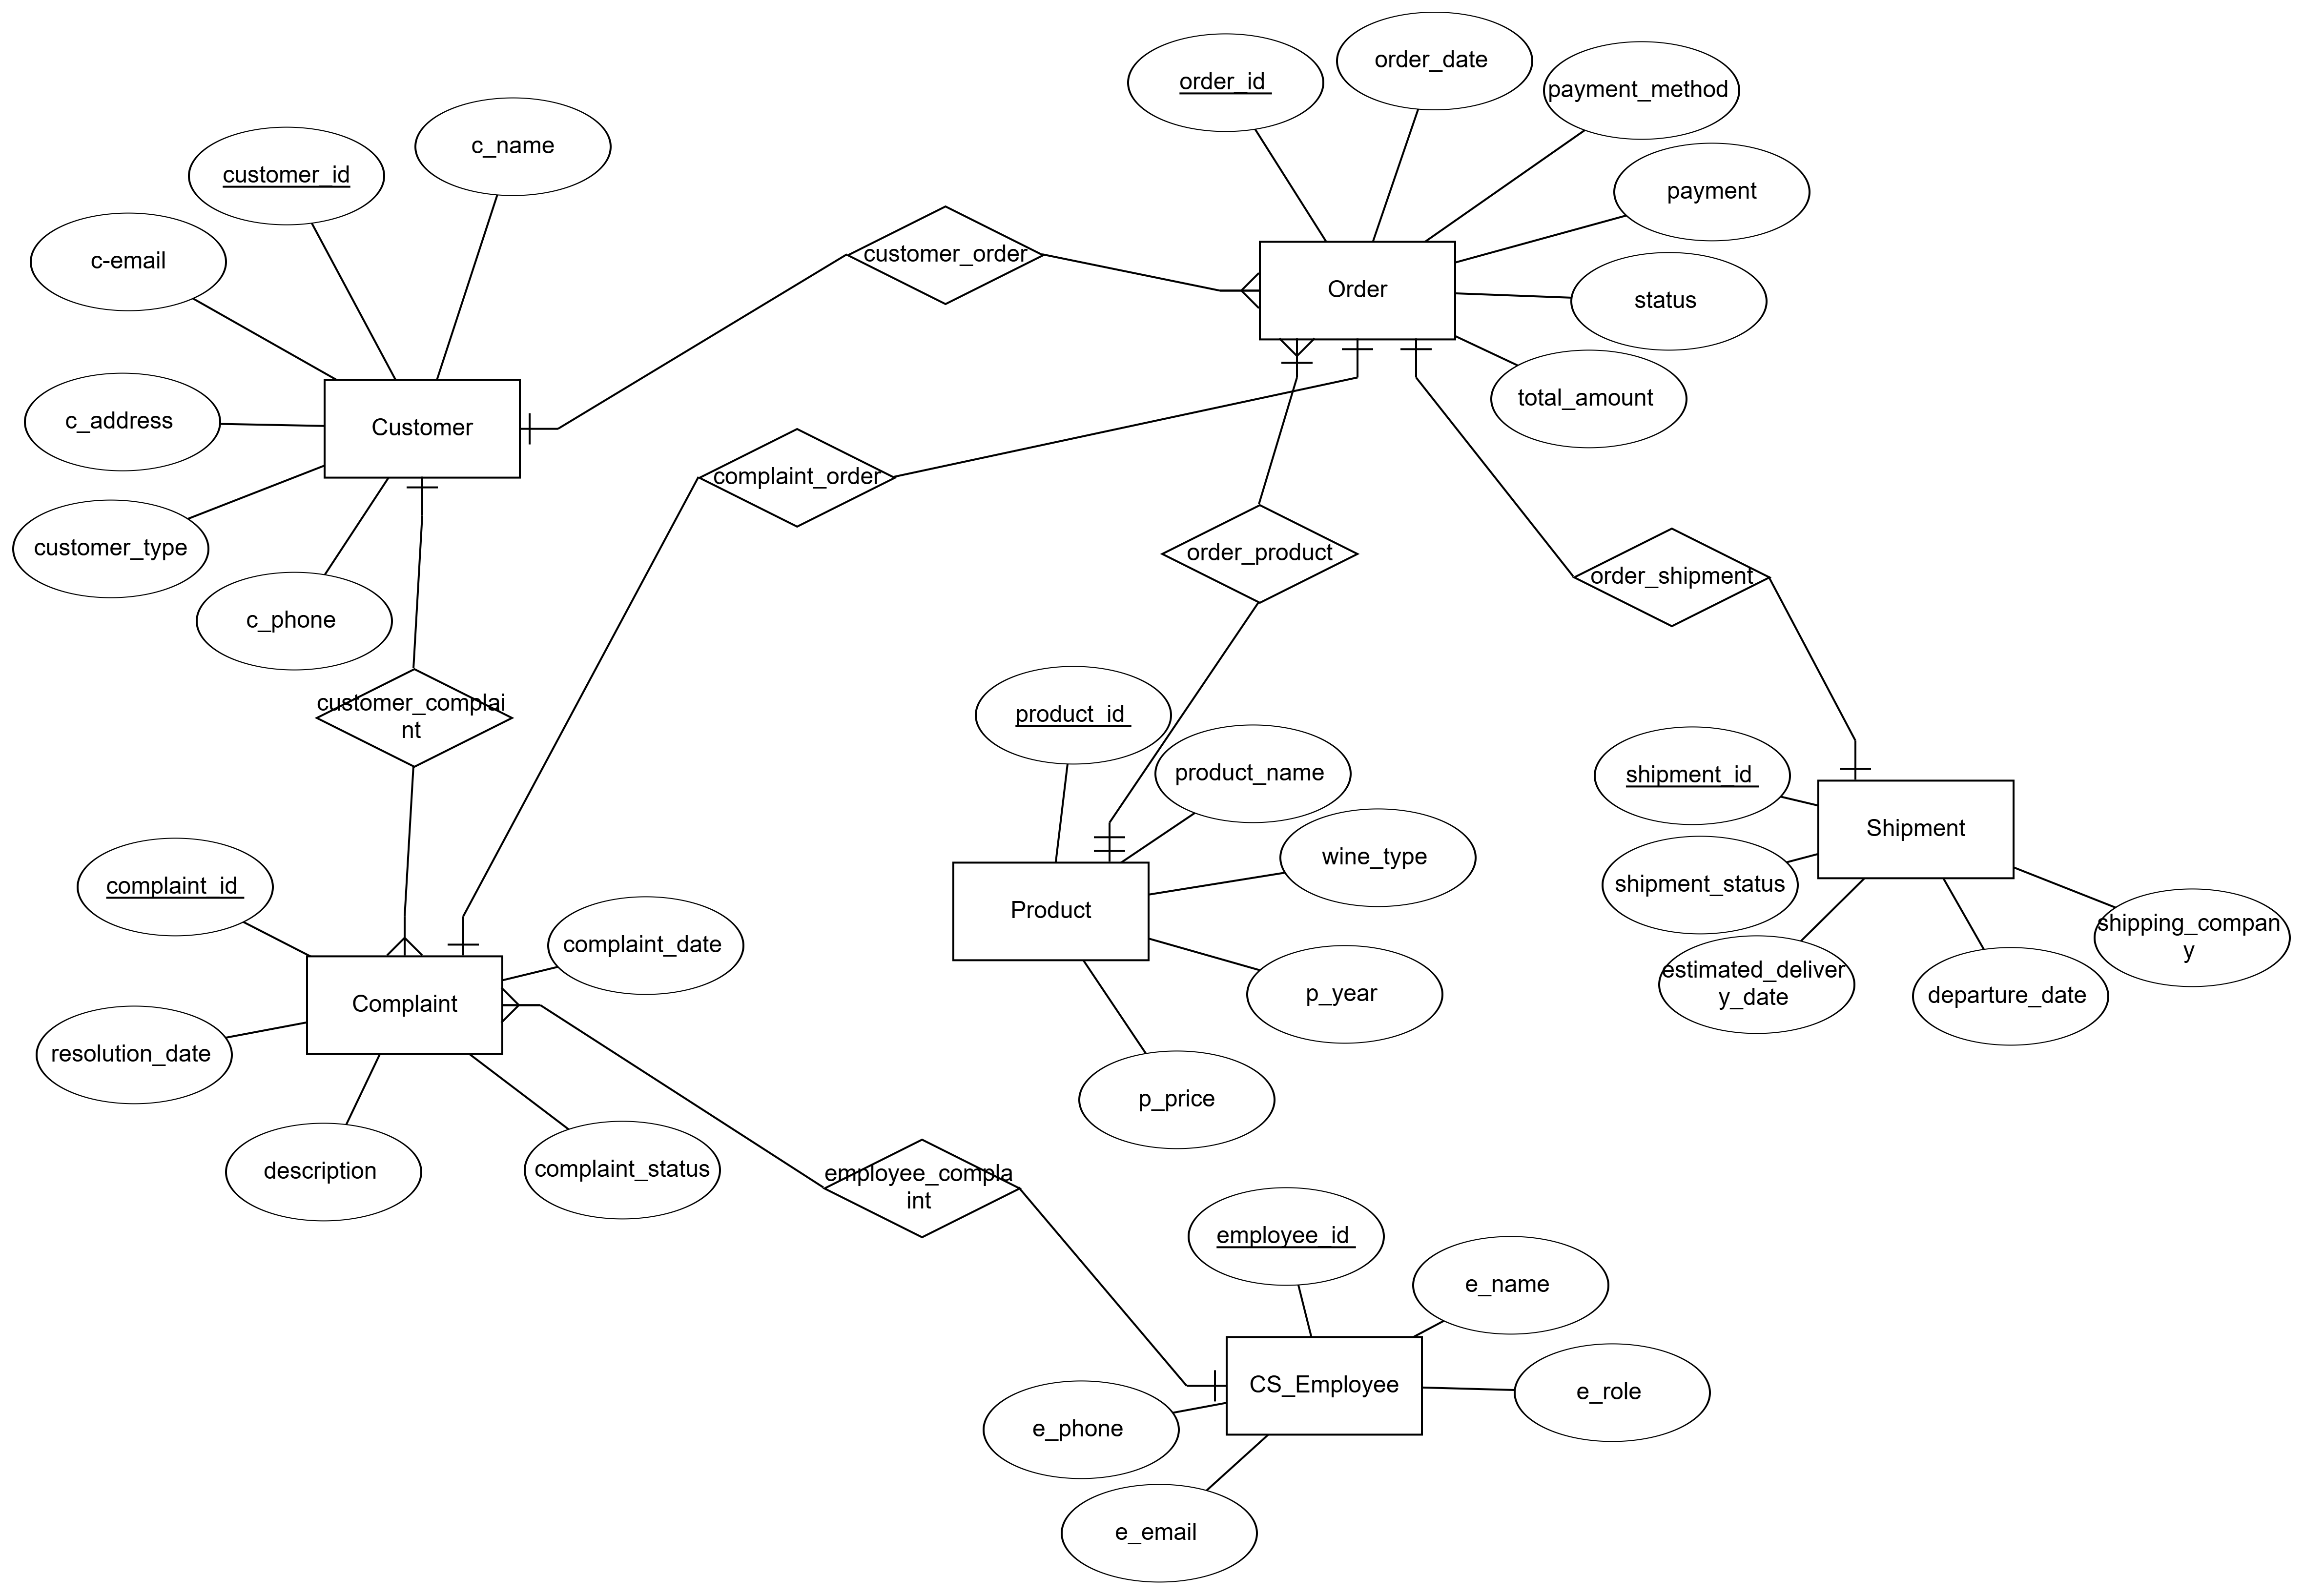 order_date
order_id
payment_method
c_name
customer_id
payment
customer_order
c-email
Order
status
total_amount
c_address
Customer
complaint_order
customer_type
order_product
order_shipment
c_phone
customer_complai
nt
product_id
product_name
shipment_id
wine_type
Shipment
complaint_id
shipment_status
Product
shipping_compan
y
complaint_date
estimated_deliver
y_date
departure_date
p_year
Complaint
resolution_date
p_price
description
complaint_status
employee_compla
int
employee_id
e_name
CS_Employee
e_role
e_phone
e_email